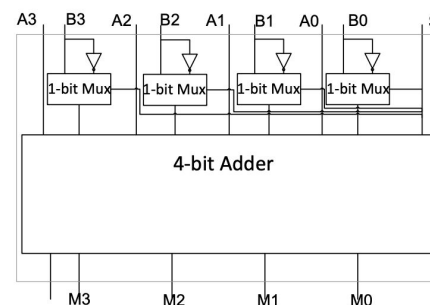 A3 B3 A2 B2 A1 B1 A0 B0
1-bit Mux 1-bit Mux 1-bit Mux 1-bit Mux
4-bit Adder
M3 M2 M1 M0